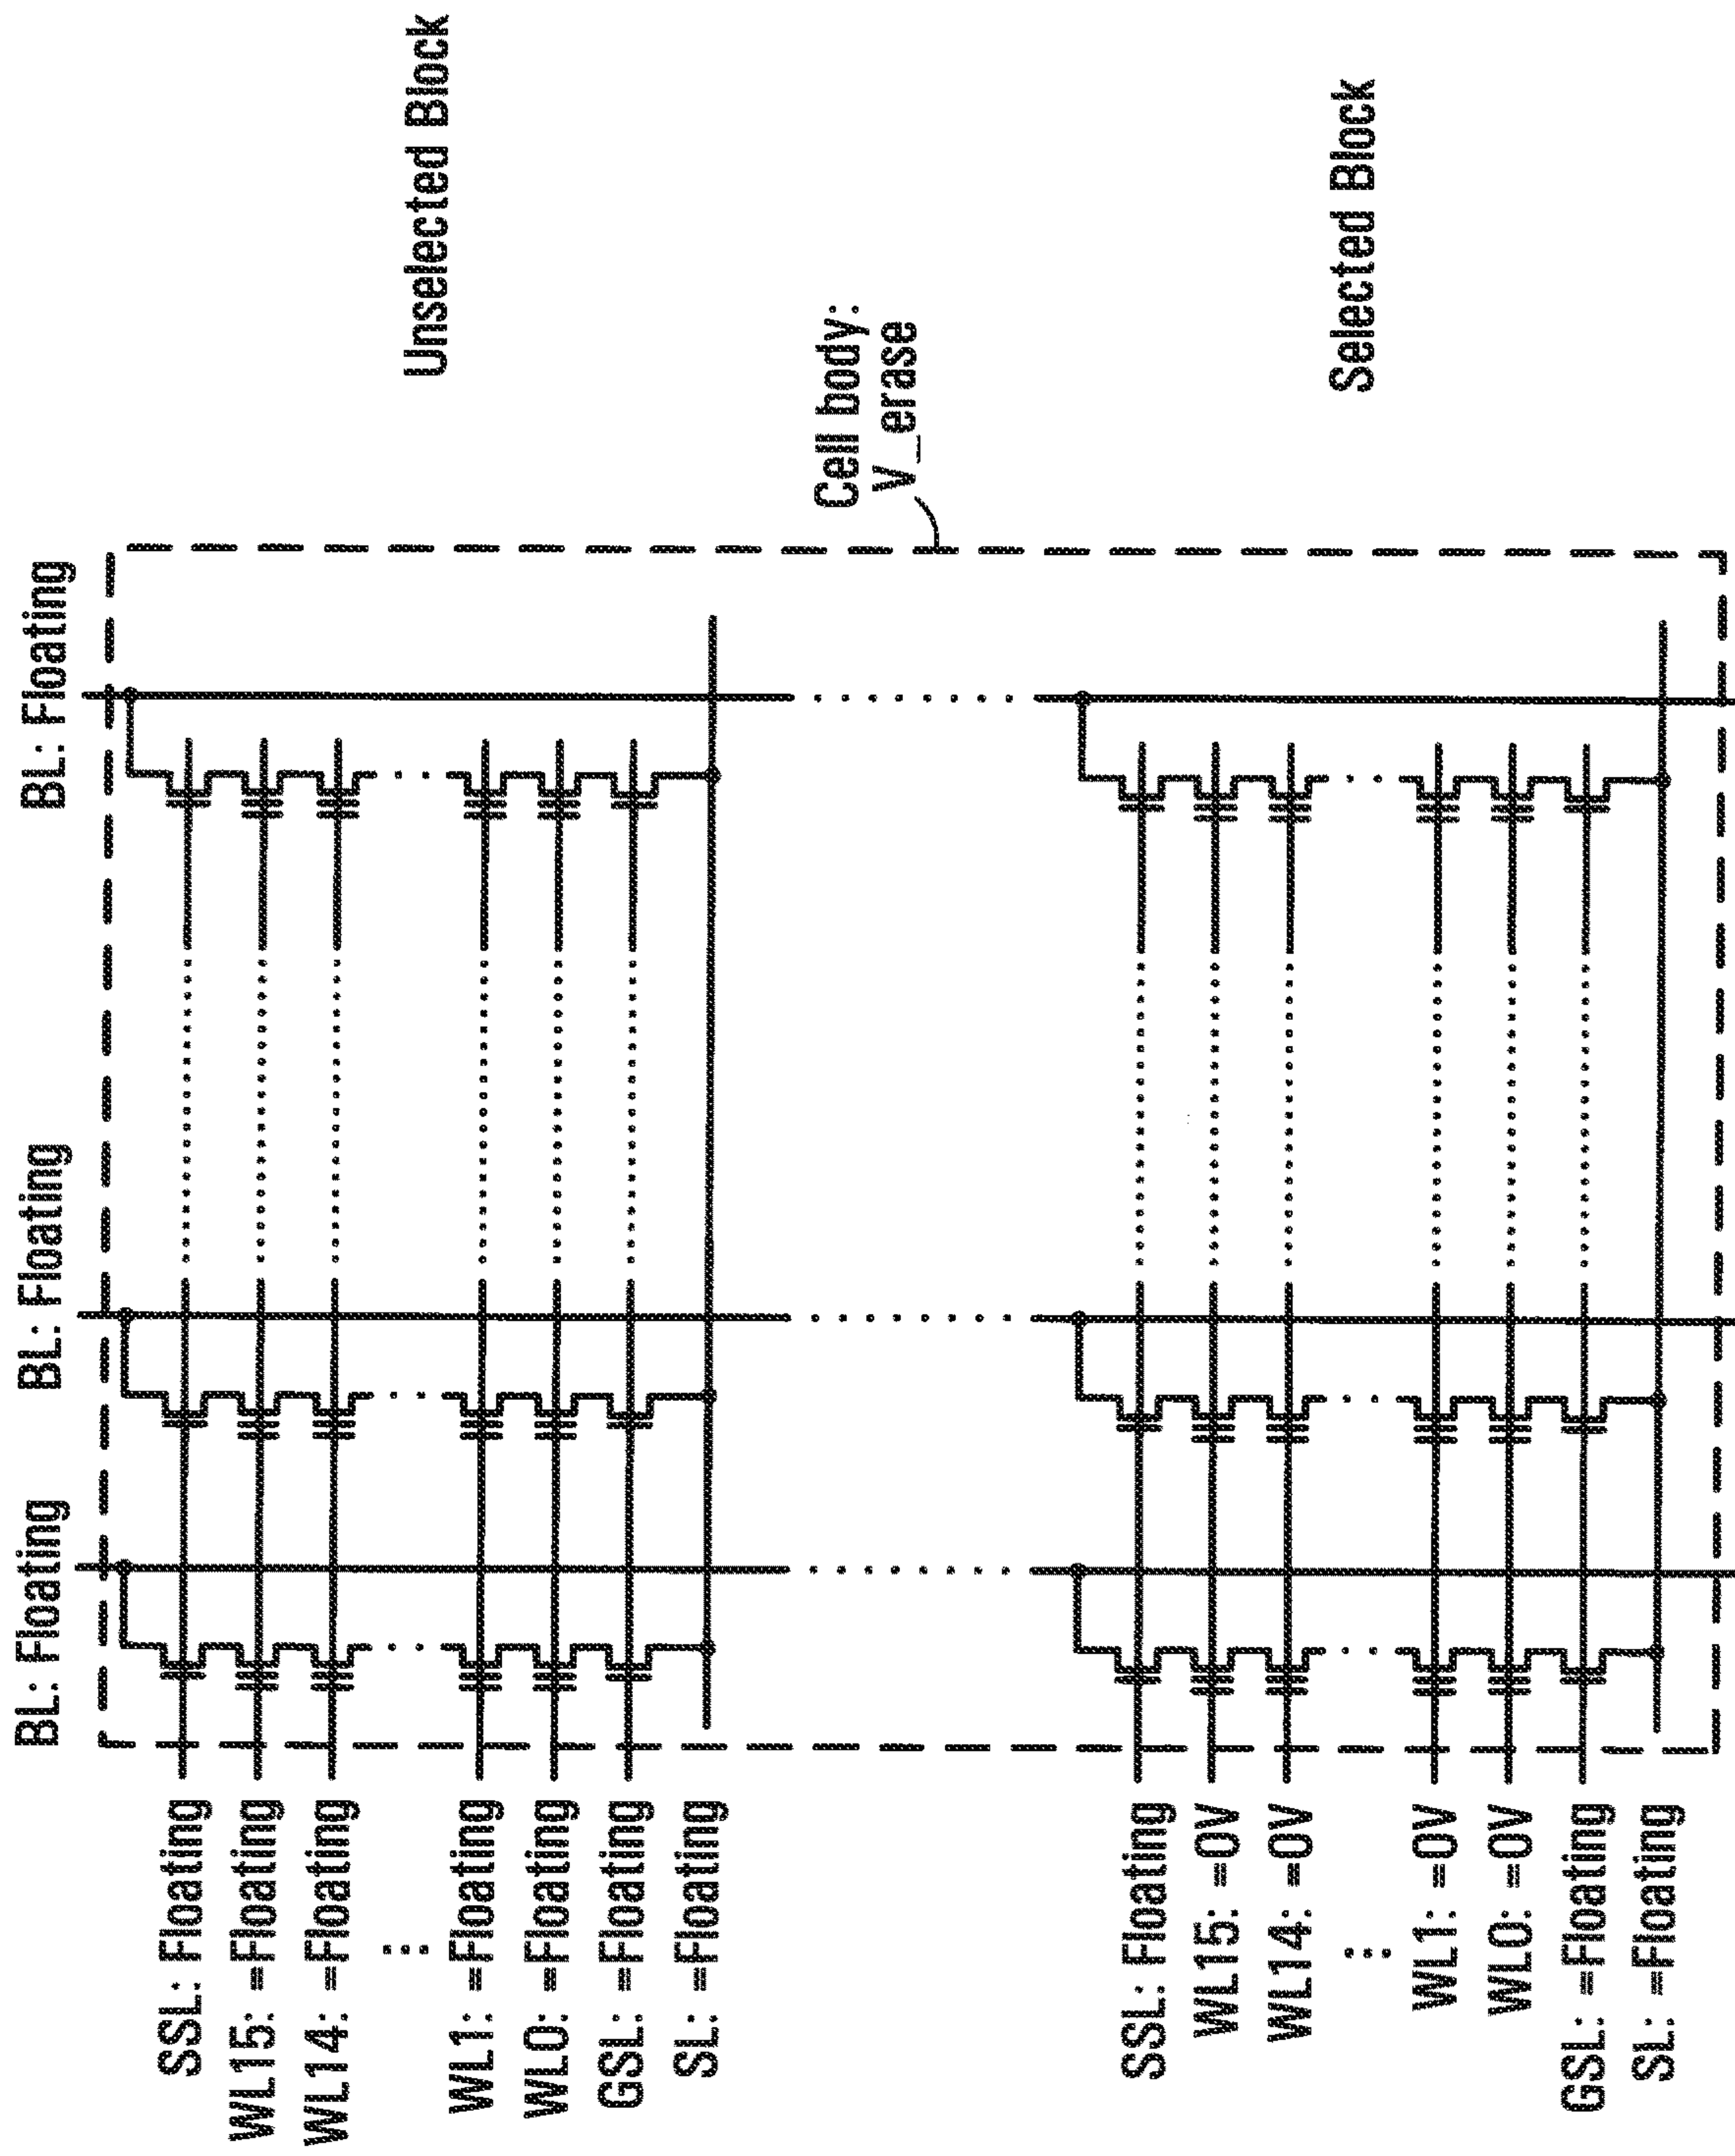 BL: Floating
BL: Floating
BL: Floating
SSL: Floating
WL15: =Floating
WL14: =Floating
WL1: =Floating
WL0: =Floating
GSL: =Floating
SL: =Floating
Unselected Block
Cell body:
V_erase
SSL: Floating
WL15: =0V
WL14: =0V
WL1: =0V
WL0: =0V
GSL: =Floating
SL: =Floating
Selected Block